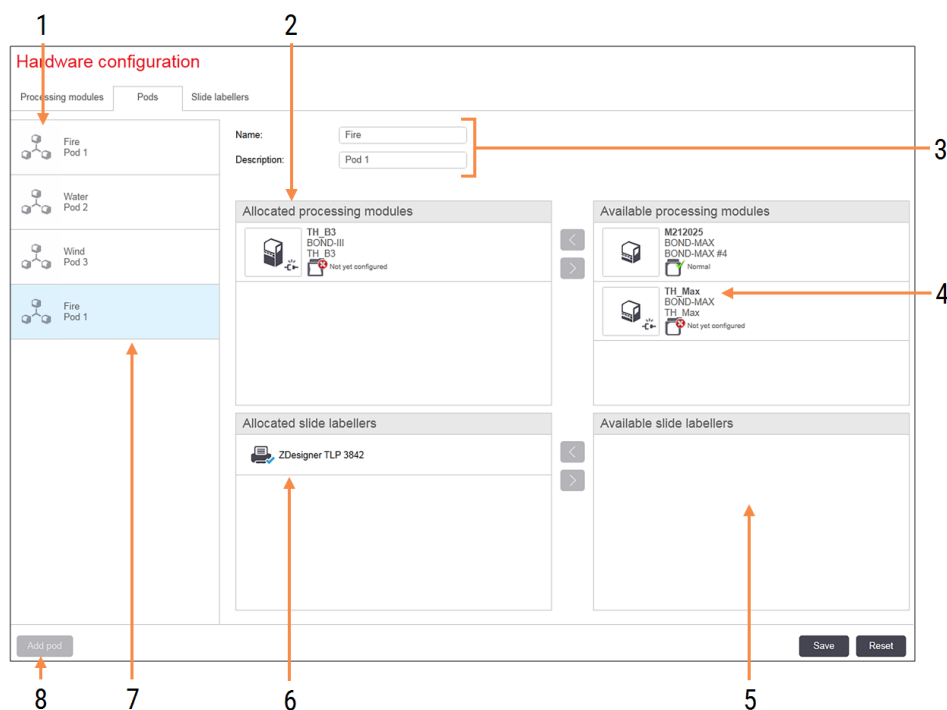 1
2
Hardware configuration
Processing modules
Pods
Slide labellers
Fire
Pod 1
Water
Pod 2
Wind
Pod 3
Fire
Pod 1
Name:
Fire
Description:
Pod 1
3
Allocated processing modules
TH_B3
BOND-III
TH_B3
Not yet configured
<
>
Available processing modules
M212025
BOND-MAX
BOND-MAX #4
Normal
TH_Max
BOND-MAX
TH_Max
Not yet configured
4
Allocated slide labellers
ZDesigner TLP 3842
<
>
Available slide labellers
Add pod
Save
Reset
8
7
6
5